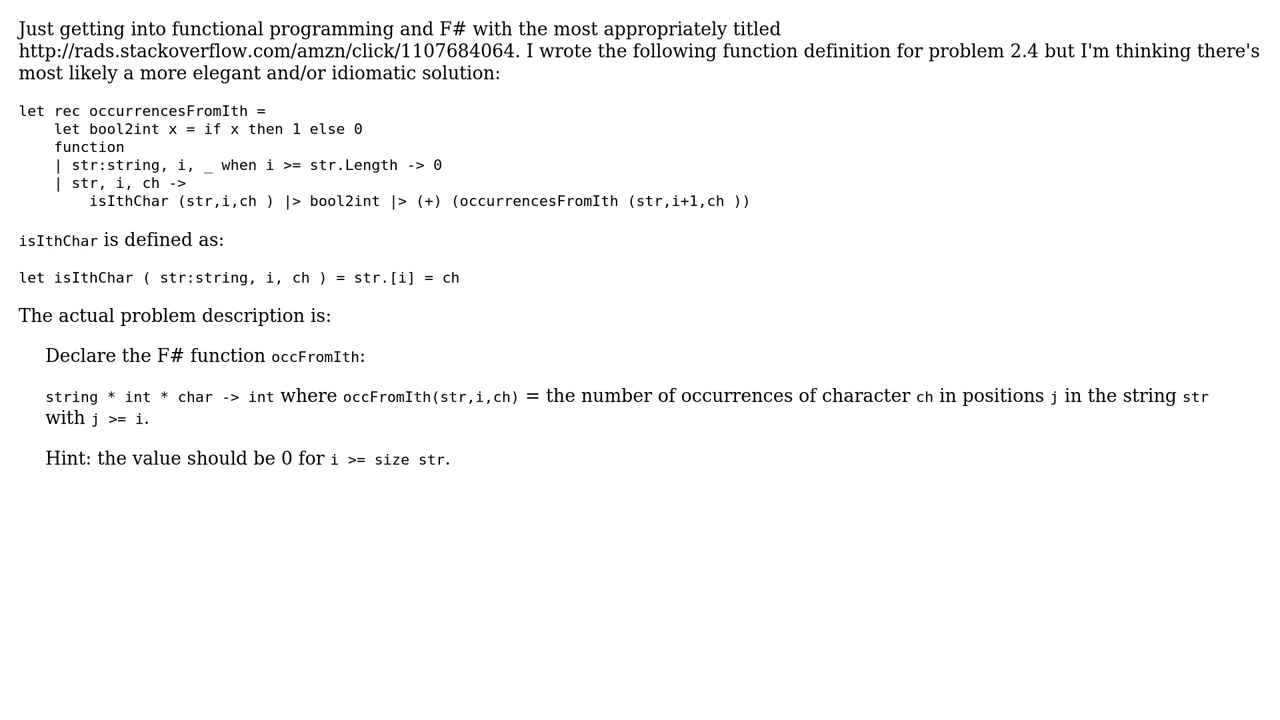 Just getting into functional programming and F# with the most appropriately titled
http://rads.stackoverflow.com/amzn/click/1107684064. I wrote the following function definition for problem 2.4 but I'm thinking there's
most likely a more elegant and/or idiomatic solution:
let rec occurrencesFromIth =
    let bool2int x = if x then 1 else 0
    function
    | str:string, i, _ when i >= str.Length -> 0
    | str, i, ch ->
        isIthChar (str,i,ch ) |> bool2int |> (+) (occurrencesFromIth (str,i+1,ch ))
isIthChar is defined as:
let isIthChar ( str:string, i, ch ) = str.[i] = ch
The actual problem description is:
Declare the F# function occFromIth:
string * int * char -> int where occFromIth(str,i,ch) = the number of occurrences of character ch in positions j in the string str
with j >= i.
Hint: the value should be 0 for i >= size str.